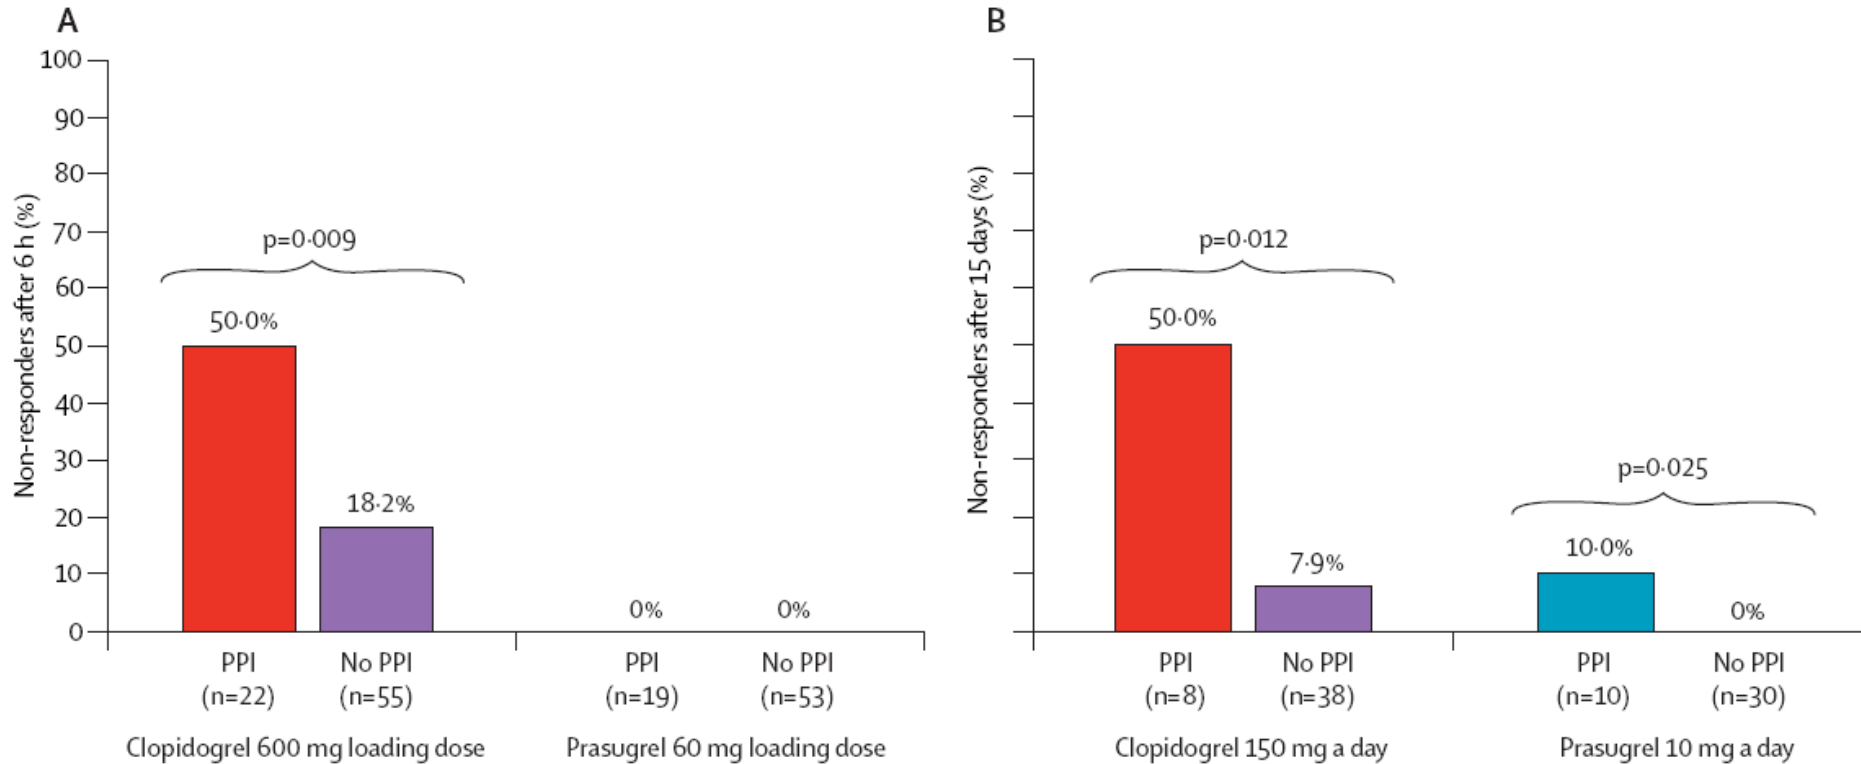 A
Non-responders after 6 h (%)
100
90
80
70
60
50
40
30
20
10
0
p=0·009
50·0%
18·2%
0%
0%
PPI
(n=22)
No PPI
(n=55)
PPI
(n=19)
No PPI
(n=53)
Clopidogrel 600 mg loading dose
Prasugrel 60 mg loading dose
B
Non-responders after 15 days (%)
p=0·012
50·0%
7·9%
p=0·025
10·0%
0%
PPI
(n=8)
No PPI
(n=38)
PPI
(n=10)
No PPI
(n=30)
Clopidogrel 150 mg a day
Prasugrel 10 mg a day